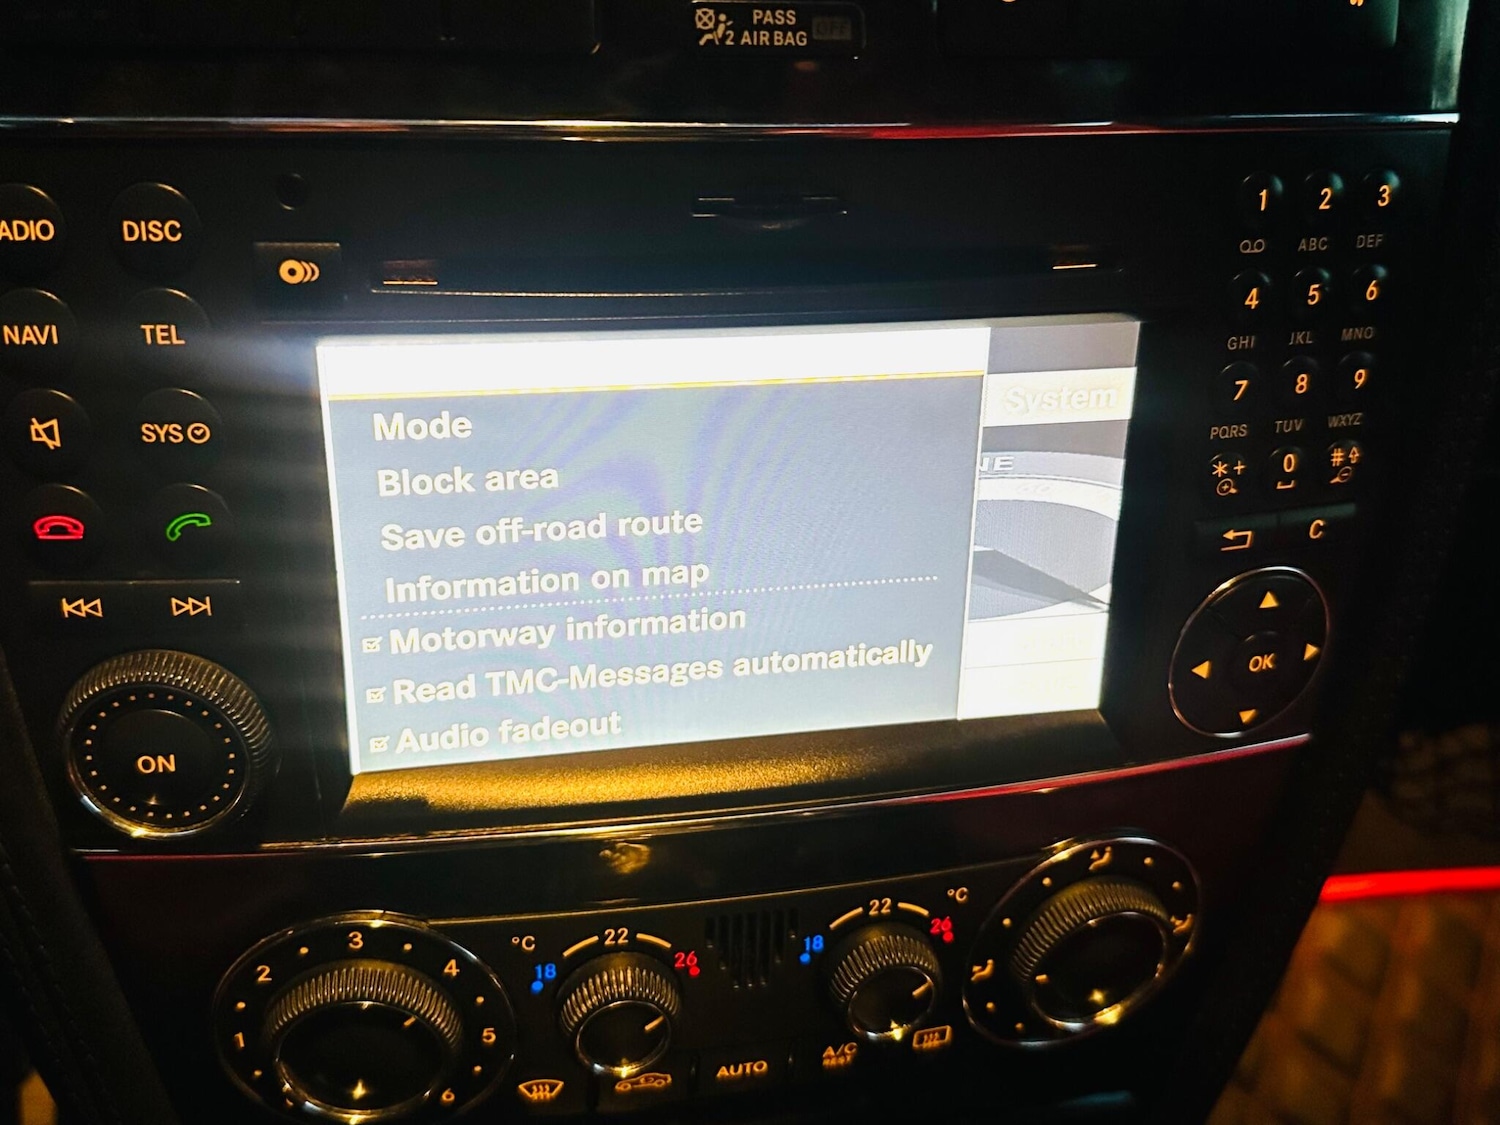 PASS
2 AIR BAG OFF
ADIO DISC
NAVI TEL
SYS
ON
System
NE
Mode
Block area
Save off-road route
Information on map
Motorway information
Read TMC-Messages automatically
Audio fadeout
1 2 3
ABC DEF
4 5 6
GHI JKL MNO
7 8 9
PQRS TUV WXYZ
*+ 0 #
C
OK
1 2 3 4 5 6
°C 18 22 26
18 22 26 °C
AUTO
A/C
REST